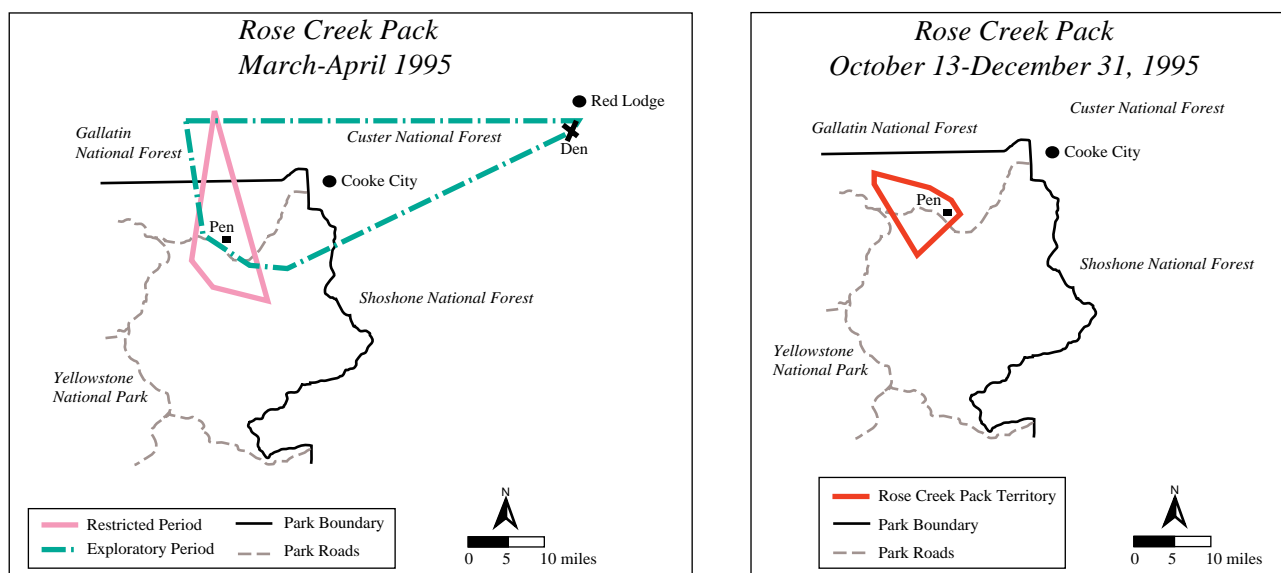 Rose Creek Pack
March-April 1995
Red Lodge
Gallatin
National Forest
Custer National Forest
Den
Cooke City
Pen
Shoshone National Forest
Yellowstone
National Park
N
0 5 10 miles
Restricted Period
Exploratory Period
Park Boundary
Park Roads
Rose Creek Pack
October 13-December 31, 1995
Custer National Forest
Gallatin National Forest
Cooke City
Pen
Shoshone National Forest
Yellowstone
National Park
Rose Creek Pack Territory
Park Boundary
Park Roads
N
0 5 10 miles